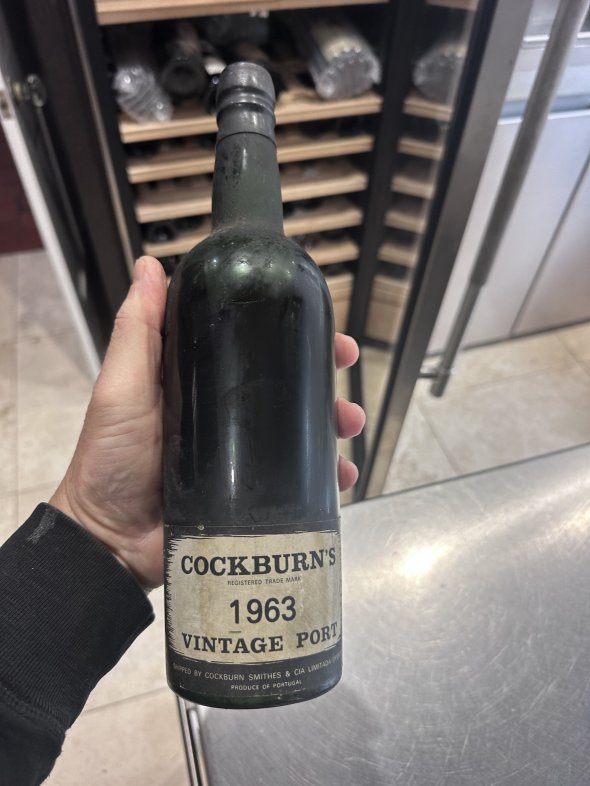 COCKBURN'S
REGISTERED TRADE MARK
1963
VINTAGE PORT
SHIPPED BY COCKBURN SMITHES & CIA LIMITADA
PRODUCE OF PORTUGAL